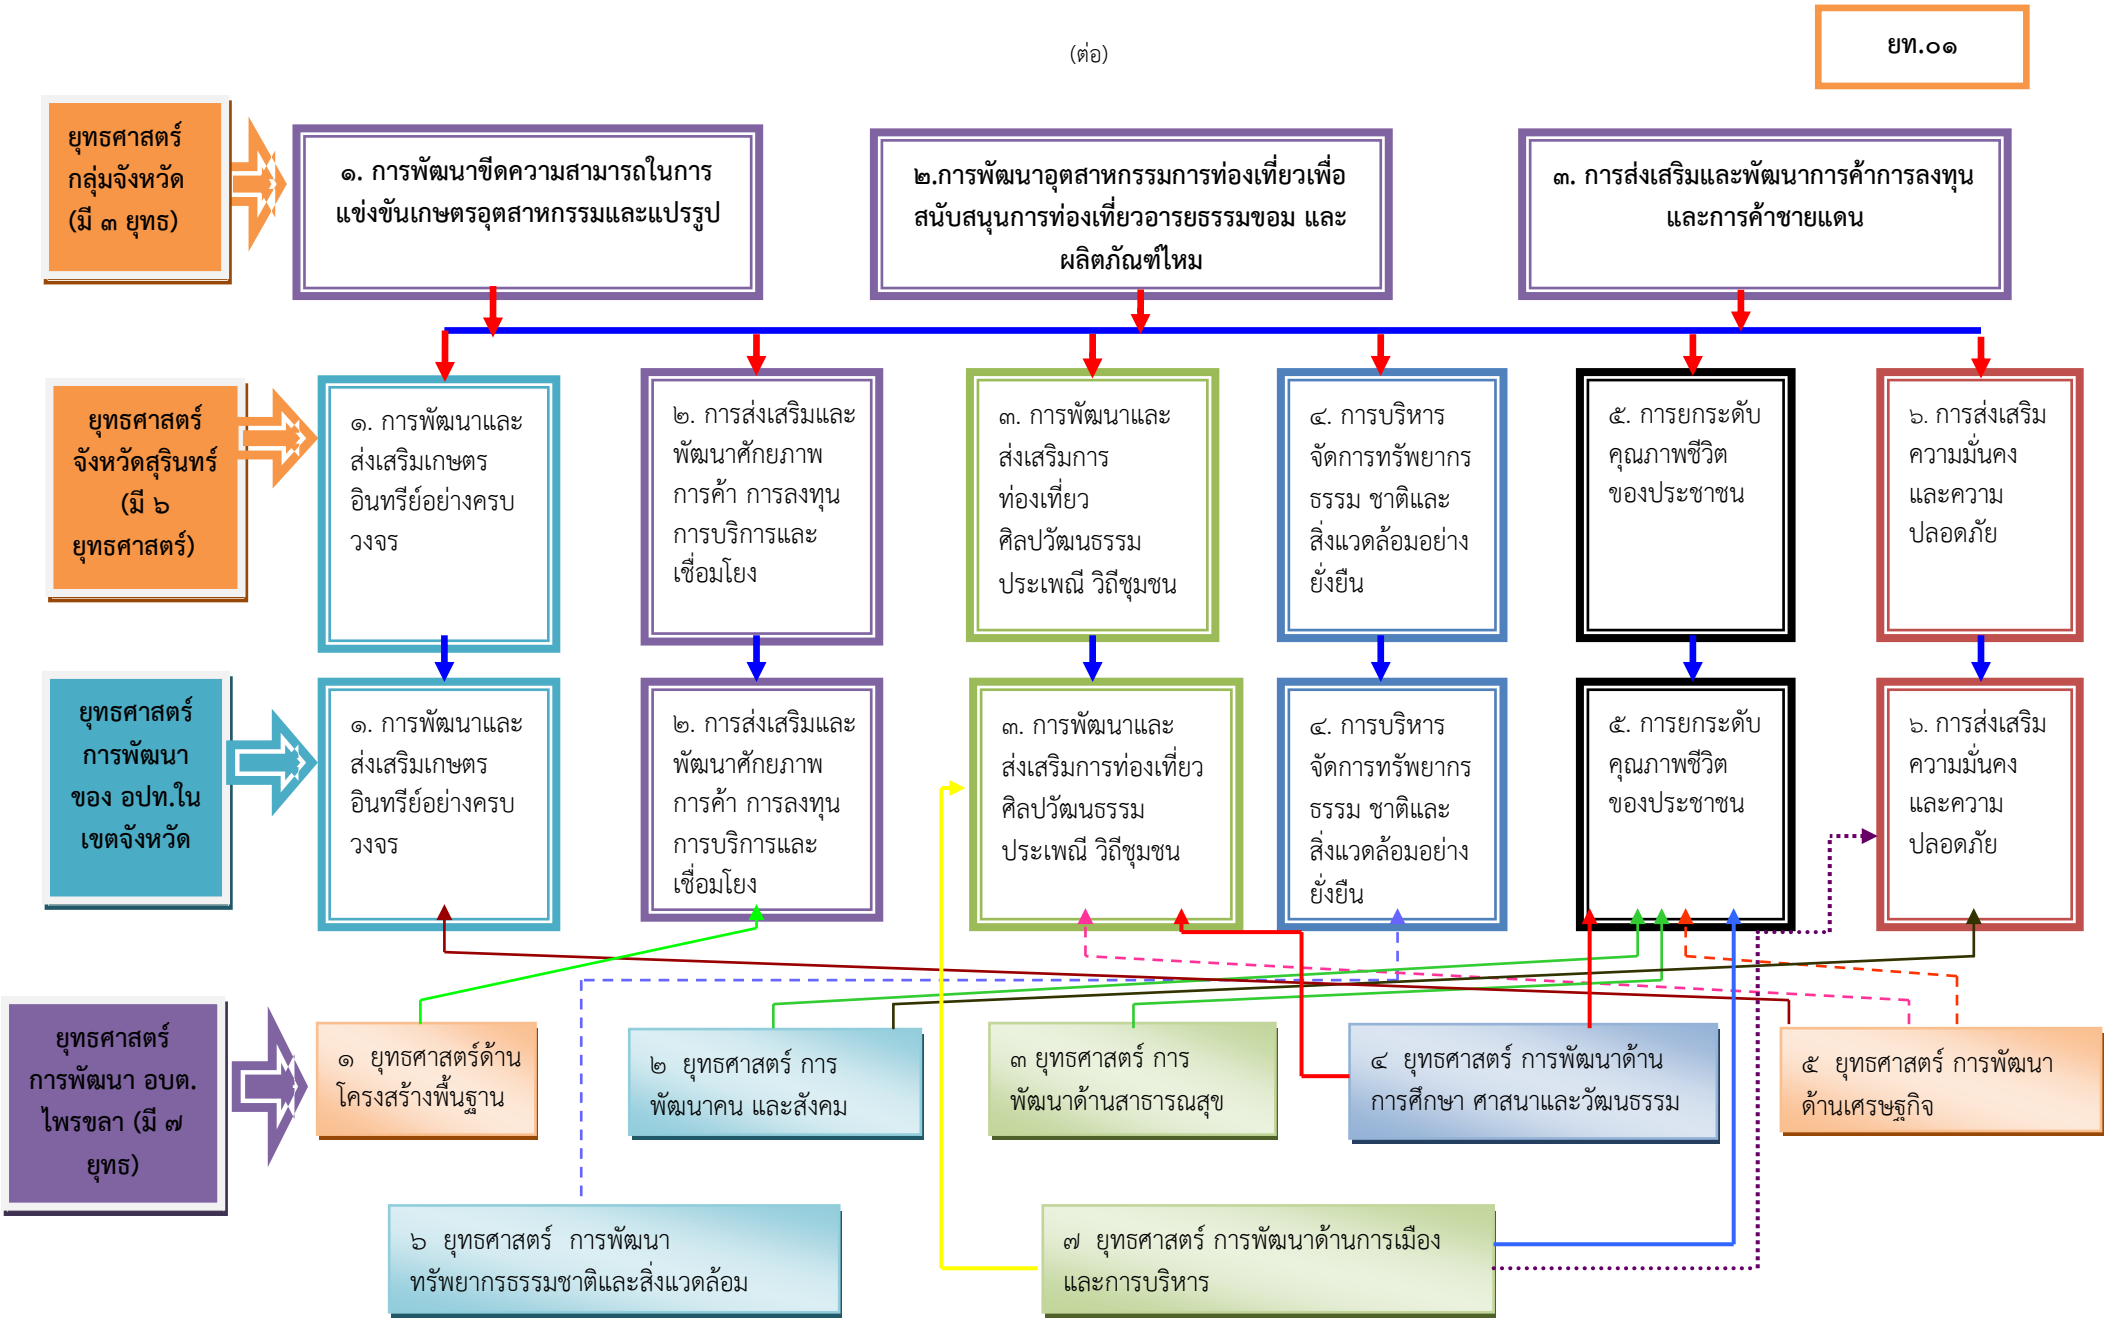 (ต่อ)
ยท.๐๑
ยุทธศาสตร์
กลุ่มจังหวัด
(มี ๓ ยุทธ)
๑. การพัฒนาขีดความสามารถในการ
แข่งขันเกษตรอุตสาหกรรมและแปรรูป
๒.การพัฒนาอุตสาหกรรมการท่องเที่ยวเพื่อ
สนับสนุนการท่องเที่ยวอารยธรรมขอม และ
ผลิตภัณฑ์ไหม
๓. การส่งเสริมและพัฒนาการค้าการลงทุน
และการค้าชายแดน
ยุทธศาสตร์
จังหวัดสุรินทร์
(มี ๖
ยุทธศาสตร์)
๑. การพัฒนาและ
ส่งเสริมเกษตร
อินทรีย์อย่างครบ
วงจร
๒. การส่งเสริมและ
พัฒนาศักยภาพ
การค้า การลงทุน
การบริการและ
เชื่อมโยง
๓. การพัฒนาและ
ส่งเสริมการ
ท่องเที่ยว
ศิลปวัฒนธรรม
ประเพณี วิถีชุมชน
๔. การบริหาร
จัดการทรัพยากร
ธรรม ชาติและ
สิ่งแวดล้อมอย่าง
ยั่งยืน
๕. การยกระดับ
คุณภาพชีวิต
ของประชาชน
๖. การส่งเสริม
ความมั่นคง
และความ
ปลอดภัย
ยุทธศาสตร์
การพัฒนา
ของ อปท.ใน
เขตจังหวัด
๑. การพัฒนาและ
ส่งเสริมเกษตร
อินทรีย์อย่างครบ
วงจร
๒. การส่งเสริมและ
พัฒนาศักยภาพ
การค้า การลงทุน
การบริการและ
เชื่อมโยง
๓. การพัฒนาและ
ส่งเสริมการท่องเที่ยว
ศิลปวัฒนธรรม
ประเพณี วิถีชุมชน
๔. การบริหาร
จัดการทรัพยากร
ธรรม ชาติและ
สิ่งแวดล้อมอย่าง
ยั่งยืน
๕. การยกระดับ
คุณภาพชีวิต
ของประชาชน
๖. การส่งเสริม
ความมั่นคง
และความ
ปลอดภัย
ยุทธศาสตร์
การพัฒนา อบต.
ไพรขลา (มี ๗
ยุทธ)
๑  ยุทธศาสตร์ด้าน
โครงสร้างพื้นฐาน
๒  ยุทธศาสตร์ การ
พัฒนาคน และสังคม
๓ ยุทธศาสตร์ การ
พัฒนาด้านสาธารณสุข
๔  ยุทธศาสตร์ การพัฒนาด้าน
การศึกษา ศาสนาและวัฒนธรรม
๕  ยุทธศาสตร์ การพัฒนา
ด้านเศรษฐกิจ
๖  ยุทธศาสตร์  การพัฒนา
ทรัพยากรธรรมชาติและสิ่งแวดล้อม
๗  ยุทธศาสตร์ การพัฒนาด้านการเมือง
และการบริหาร